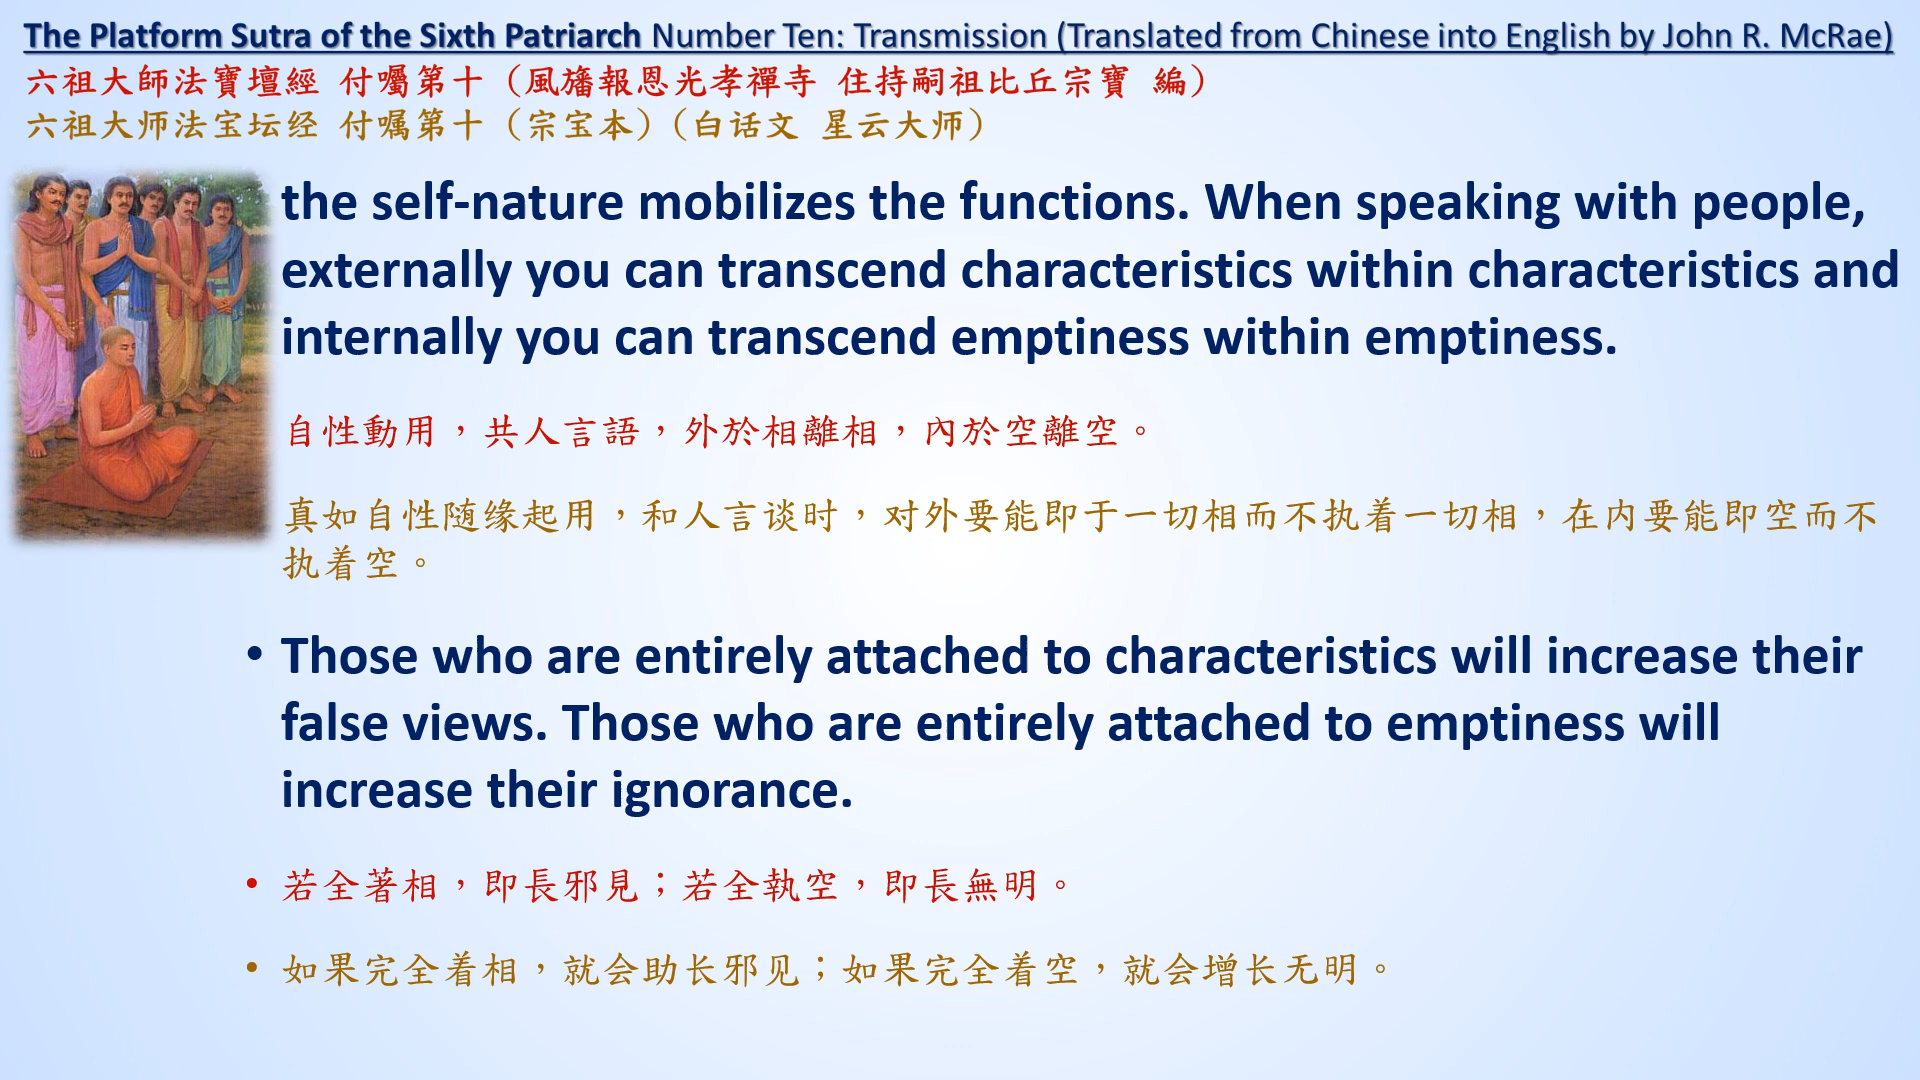 The Platform Sutra of the Sixth Patriarch Number Ten: Transmission (Translated from Chinese into English by John R. McRae)
六祖大師法寶壇經 付囑第十（風旛報恩光孝禪寺 住持嗣祖比丘宗寶 編）
六祖大师法宝坛经 付嘱第十（宗宝本）（白话文 星云大师）
the self-nature mobilizes the functions. When speaking with people,
externally you can transcend characteristics within characteristics and
internally you can transcend emptiness within emptiness.
自性動用，共人言語，外於相離相，內於空離空。
真如自性随缘起用，和人言谈时，对外要能即于一切相而不执着一切相，在内要能即空而不
执着空。
• Those who are entirely attached to characteristics will increase their
false views. Those who are entirely attached to emptiness will
increase their ignorance.
• 若全著相，即長邪見；若全執空，即長無明。
• 如果完全着相，就会助长邪见；如果完全着空，就会增长无明。